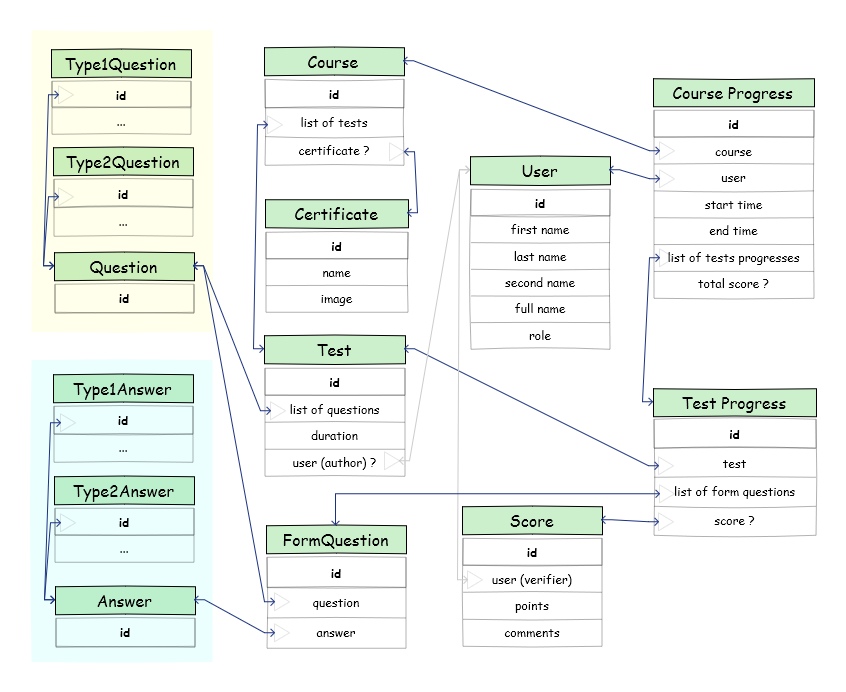 Type1Question
id
...
Type2Question
id
...
Question
id
Type1Answer
id
...
Type2Answer
id
...
Answer
id
Course
id
list of tests
certificate ?
Certificate
id
name
image
Test
id
list of questions
duration
user (author) ?
FormQuestion
id
question
answer
User
id
first name
last name
second name
full name
role
Score
id
user (verifier)
points
comments
Course Progress
id
course
user
start time
end time
list of tests progresses
total score ?
Test Progress
id
test
list of form questions
score ?